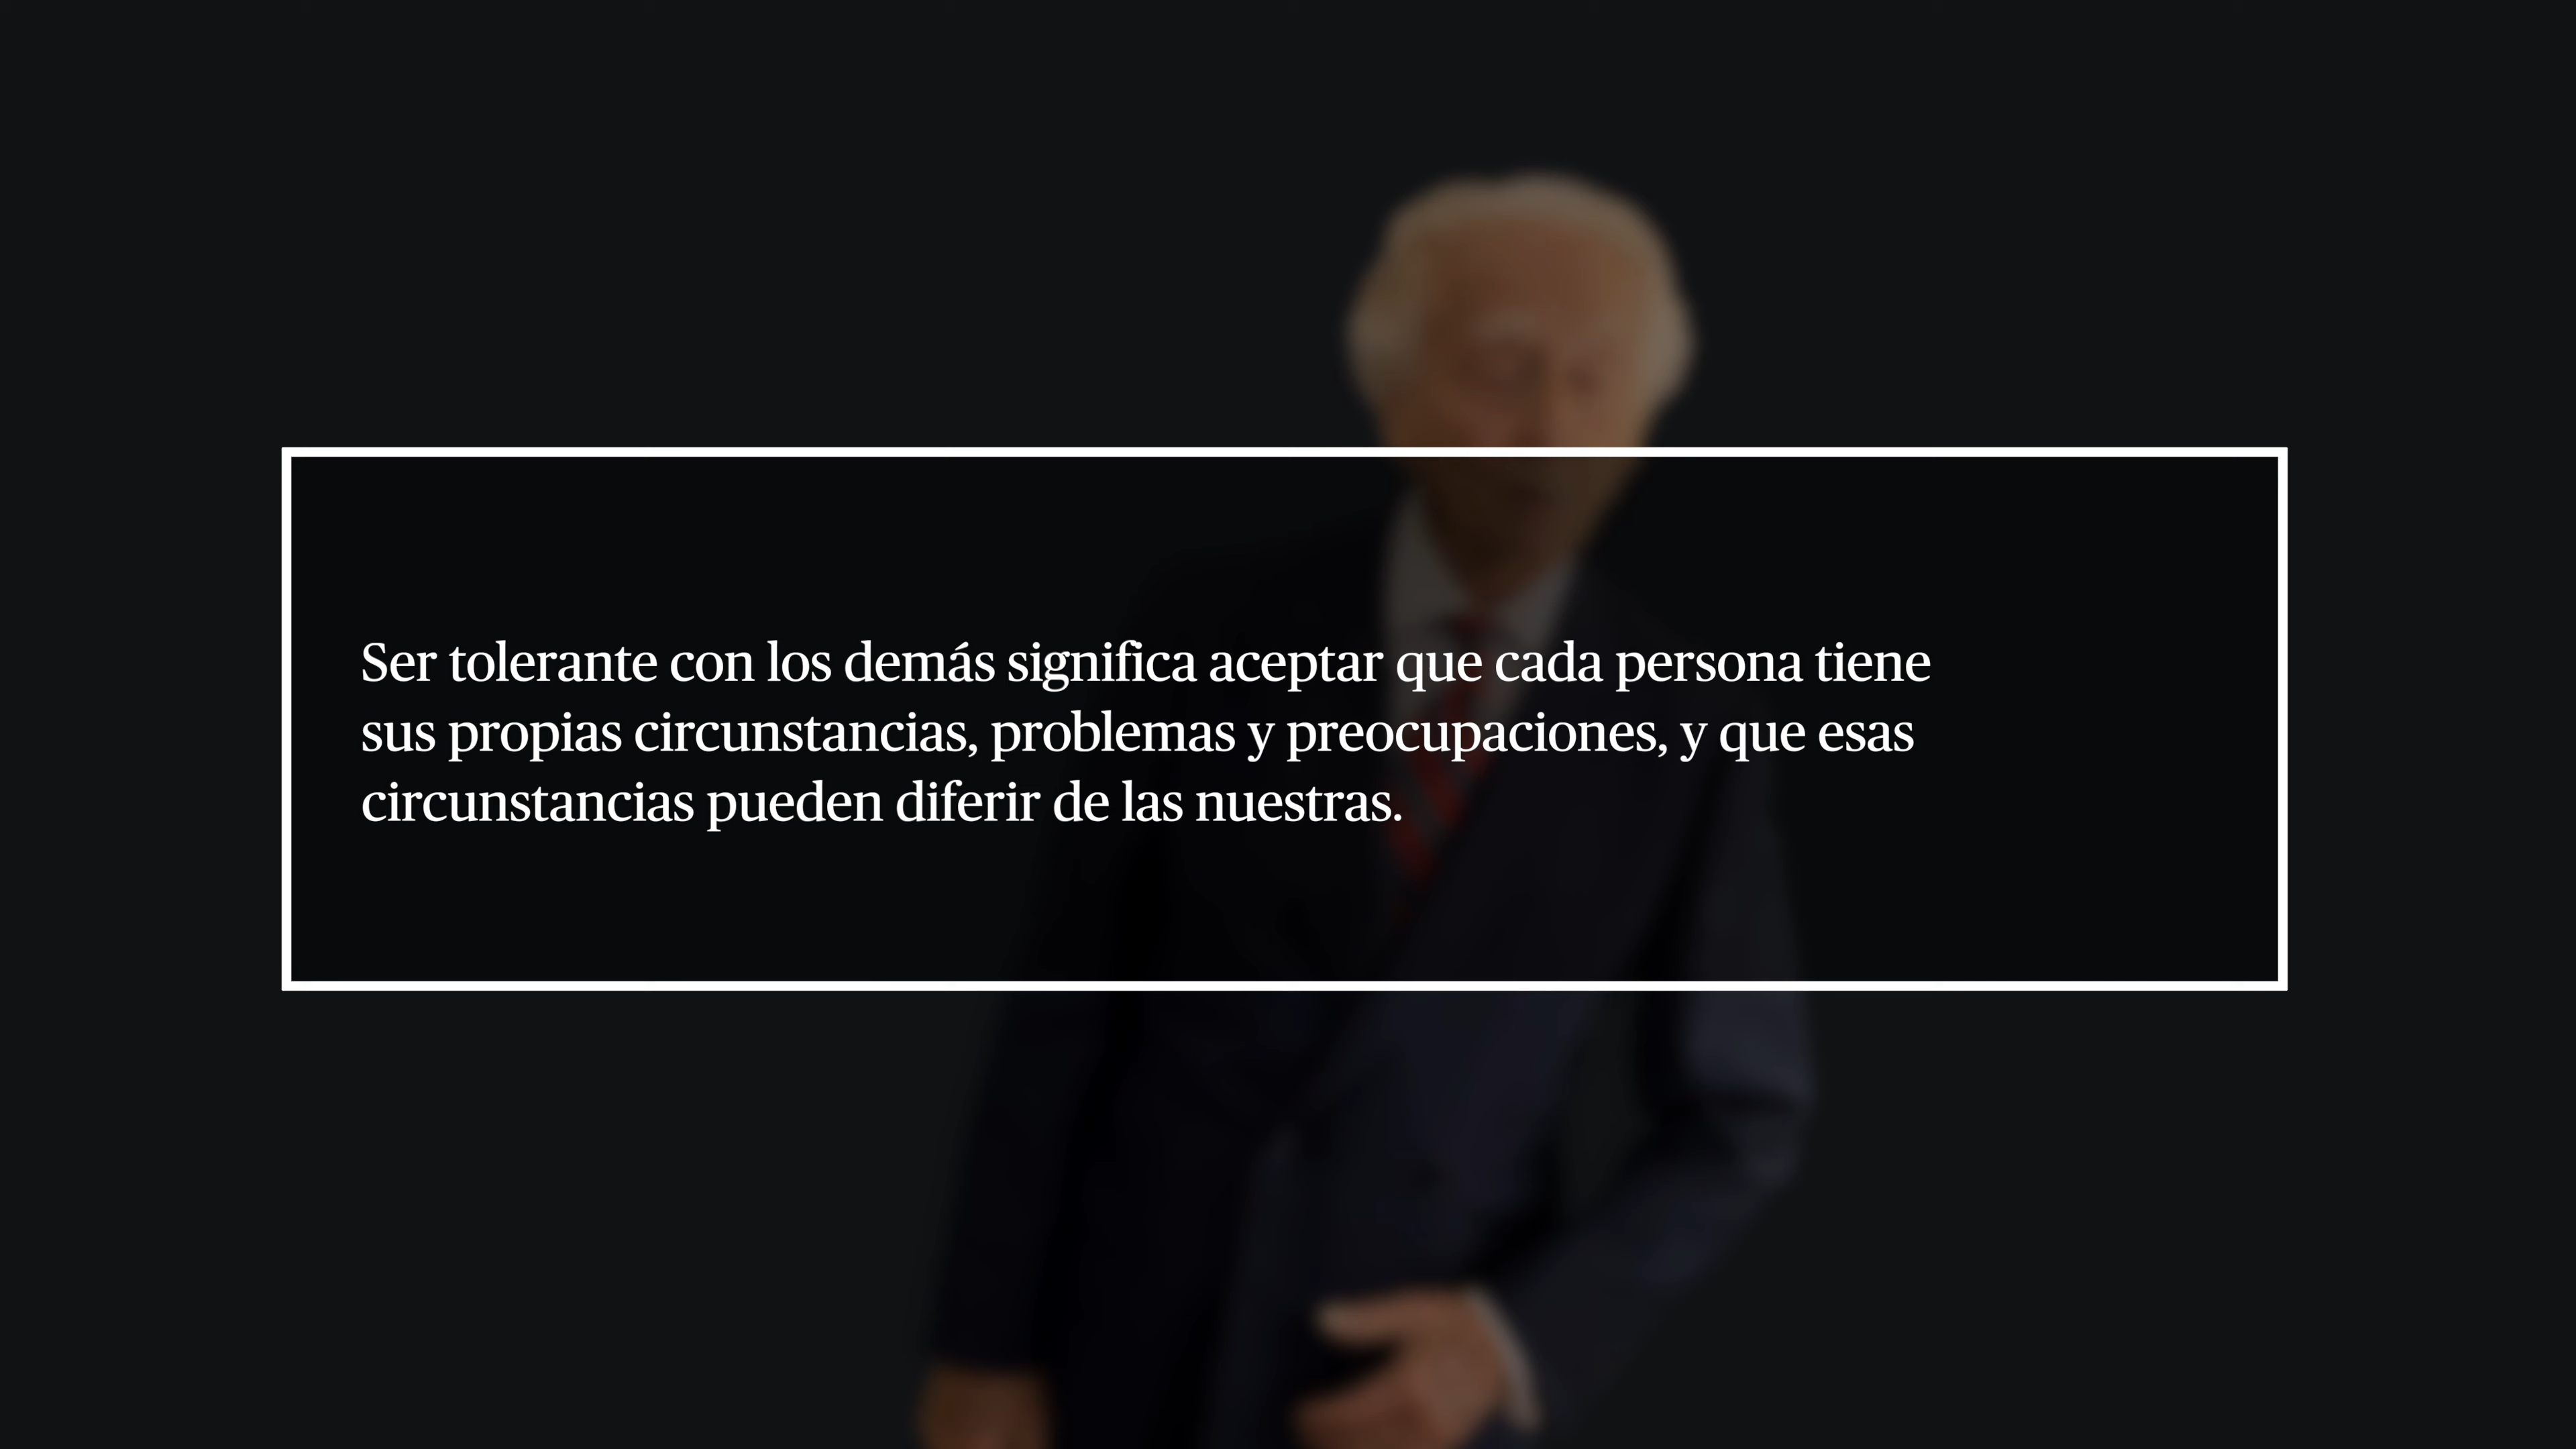 Ser tolerante con los demás significa aceptar que cada persona tiene
sus propias circunstancias, problemas y preocupaciones, y que esas
circunstancias pueden diferir de las nuestras.